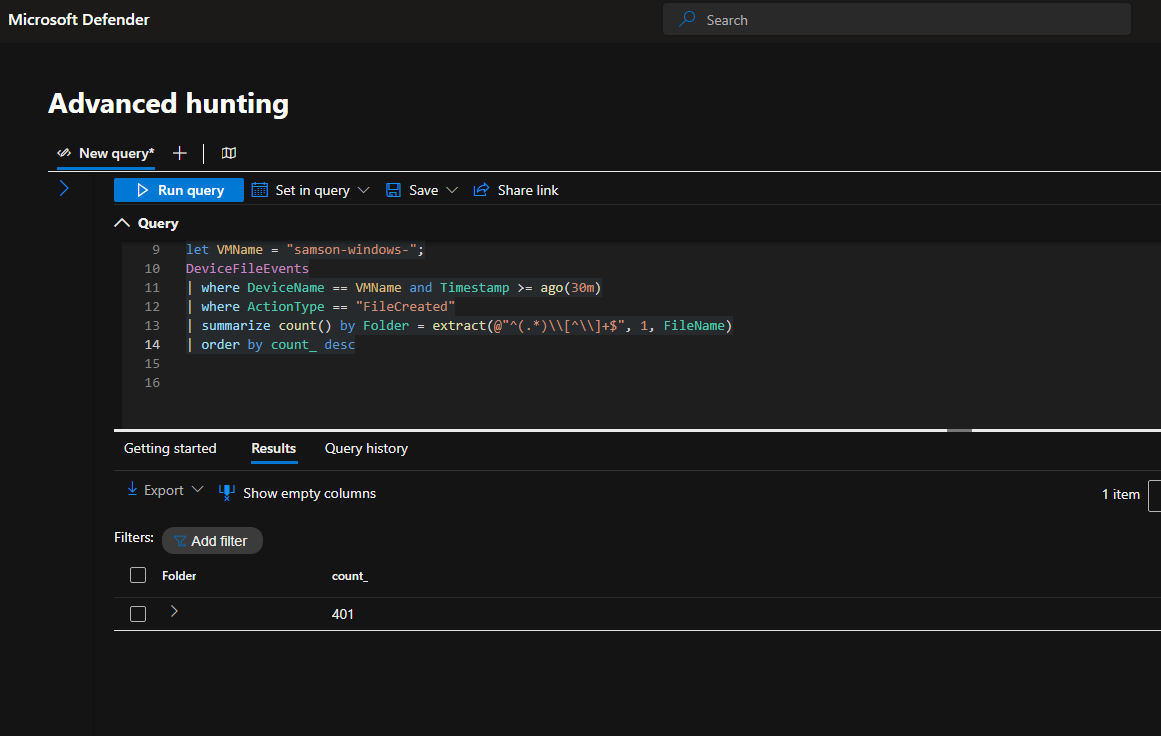 Microsoft Defender
Search
Advanced hunting
New query*
Run query
Set in query
Save
Share link
Query
9 let VMName = "samson-windows-";
10 DeviceFileEvents
11 | where DeviceName == VMName and Timestamp >= ago(30m)
12 | where ActionType == "FileCreated"
13 | summarize count() by Folder = extract(@"^(.*)\\[^\\]+$", 1, FileName)
14 | order by count_ desc
15
16
Getting started Results Query history
Export Show empty columns 1 item
Filters: Add filter
Folder count_
401